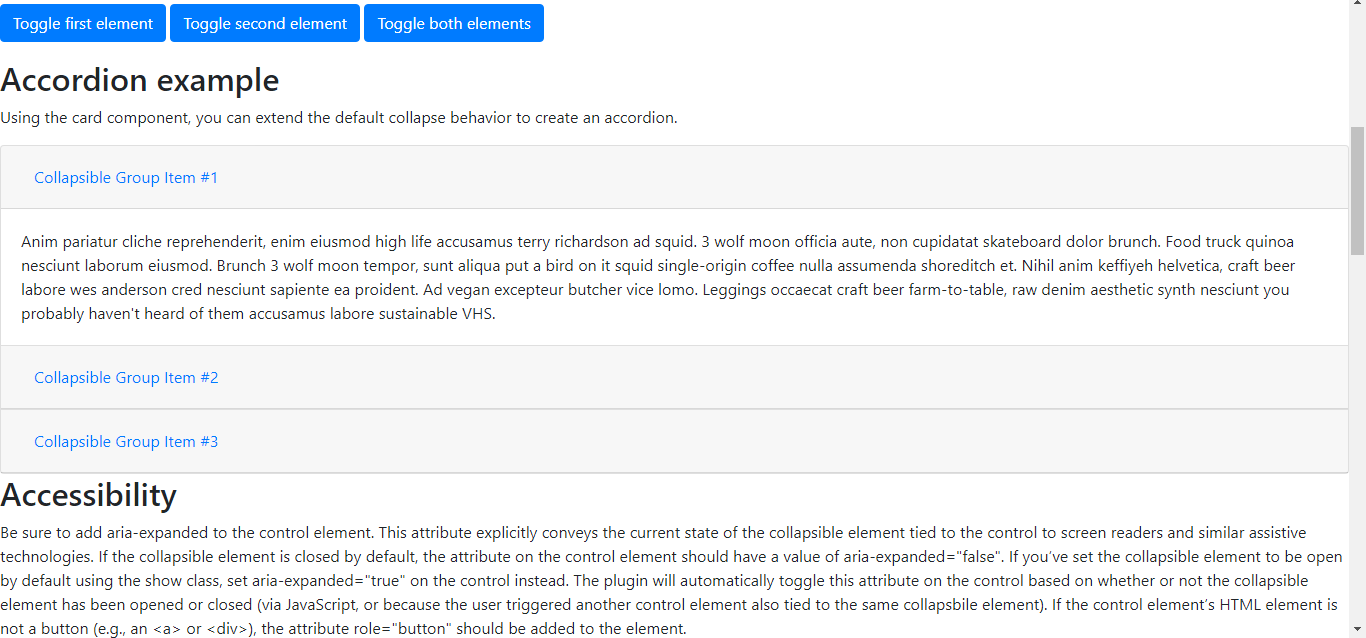 Toggle first element Toggle second element Toggle both elements
Accordion example
Using the card component, you can extend the default collapse behavior to create an accordion.
Collapsible Group Item #1
Anim pariatur cliche reprehenderit, enim eiusmod high life accusamus terry richardson ad squid. 3 wolf moon officia aute, non cupidatat skateboard dolor brunch. Food truck quinoa
nesciunt laborum eiusmod. Brunch 3 wolf moon tempor, sunt aliqua put a bird on it squid single-origin coffee nulla assumenda shoreditch et. Nihil anim keffiyeh helvetica, craft beer
labore wes anderson cred nesciunt sapiente ea proident. Ad vegan excepteur butcher vice lomo. Leggings occaecat craft beer farm-to-table, raw denim aesthetic synth nesciunt you
probably haven't heard of them accusamus labore sustainable VHS.
Collapsible Group Item #2
Collapsible Group Item #3
Accessibility
Be sure to add aria-expanded to the control element. This attribute explicitly conveys the current state of the collapsible element tied to the control to screen readers and similar assistive
technologies. If the collapsible element is closed by default, the attribute on the control element should have a value of aria-expanded="false". If you’ve set the collapsible element to be open
by default using the show class, set aria-expanded="true" on the control instead. The plugin will automatically toggle this attribute on the control based on whether or not the collapsible
element has been opened or closed (via JavaScript, or because the user triggered another control element also tied to the same collapsbile element). If the control element’s HTML element is
not a button (e.g., an <a> or <div>), the attribute role="button" should be added to the element.